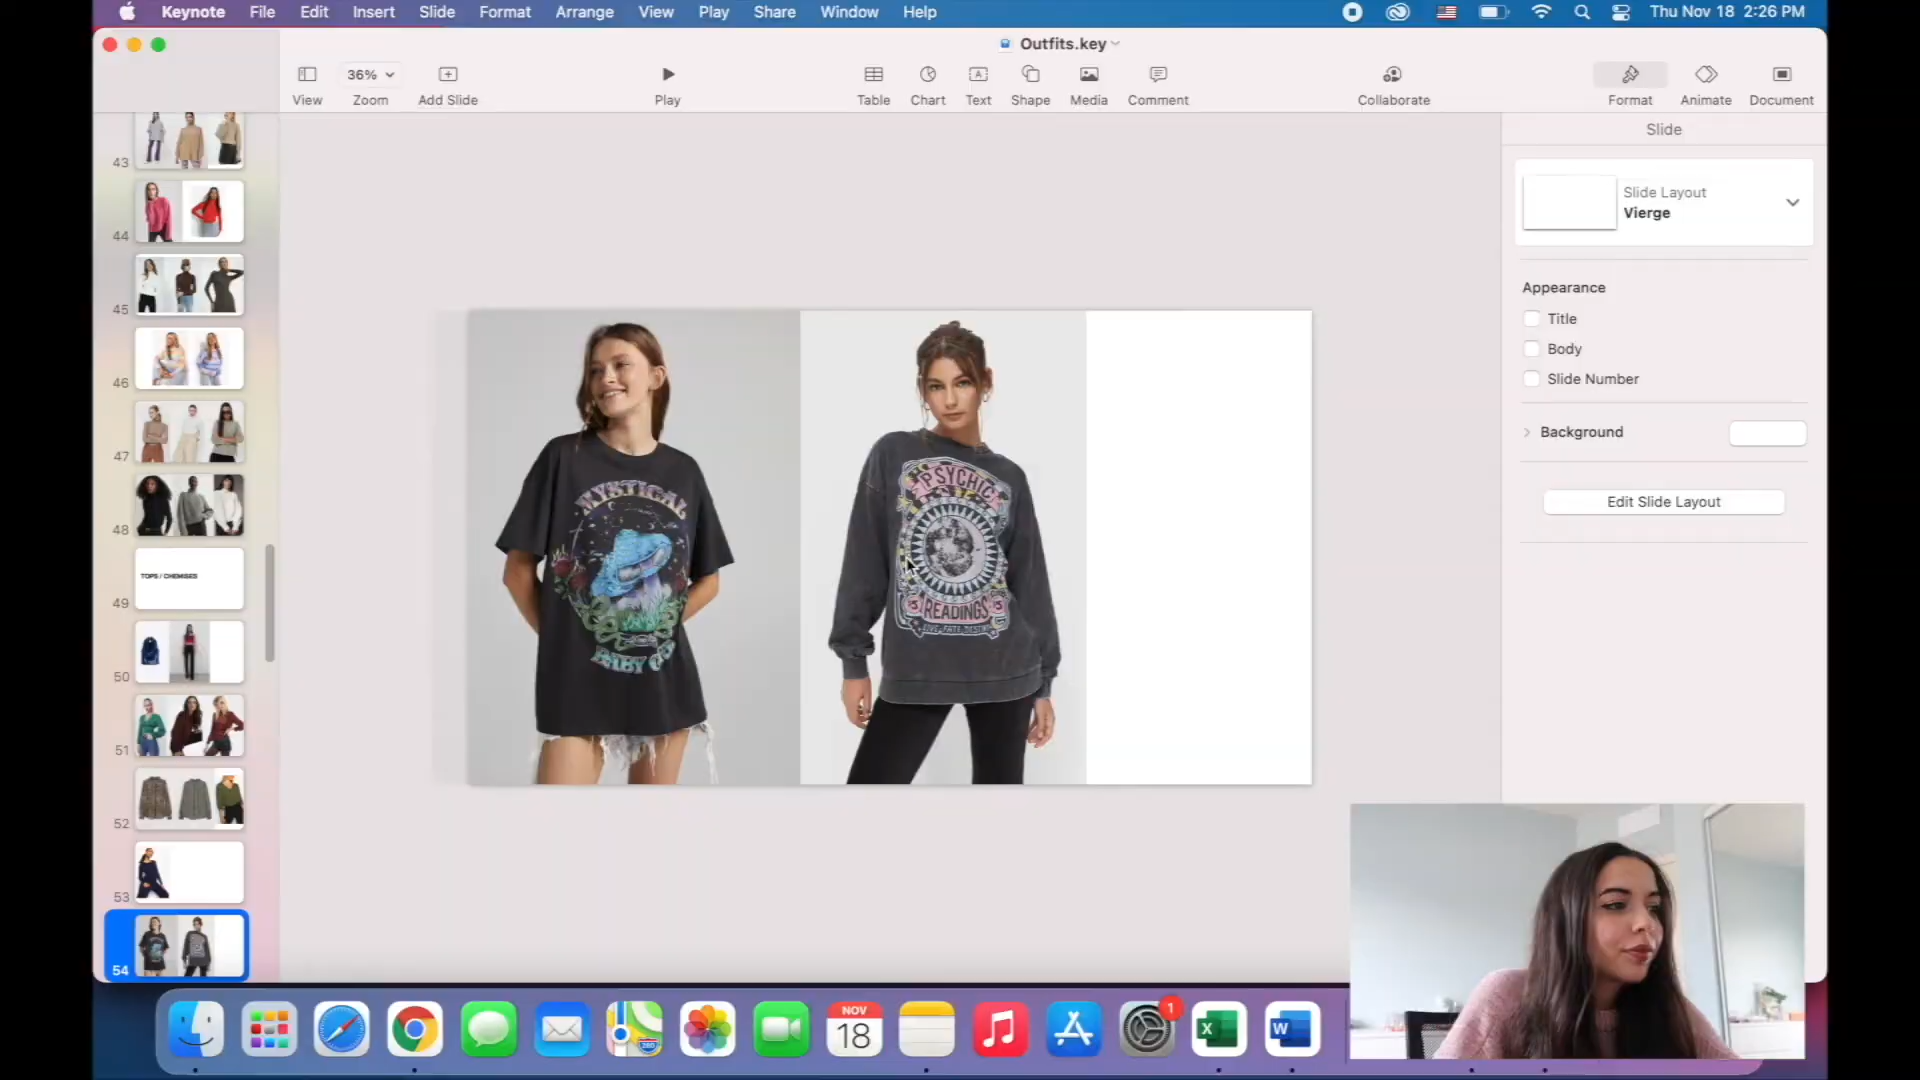 Keynote File Edit Insert Slide Format Arrange View Play Share Window Help Thu Nov 18 2:26 PM
Outfits.key
36%
View Zoom Add Slide Play Table Chart Text Shape Media Comment Collaborate Format Animate Document
Slide
Slide Layout
Vierge
Appearance
Title
Body
Slide Number
Background
Edit Slide Layout
43
44
45
46
47
48
TOPS / CHEMISES
49
50
51
52
53
54
MYSTICAL
BABY
PSYCHIC
READINGS
NOV
18
1
X
W